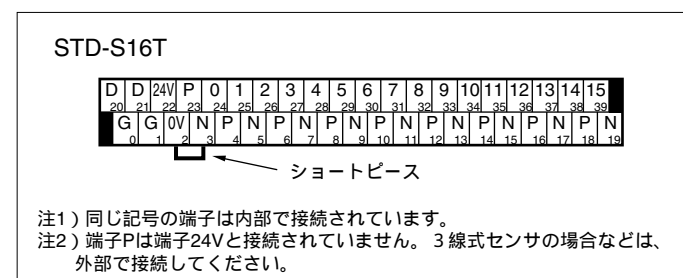 STD-S16T
D D 24V P 0 1 2 3 4 5 6 7 8 9 10 11 12 13 14 15
20 21 22 23 24 25 26 27 28 29 30 31 32 33 34 35 36 37 38 39
G G 0V N P N P N P N P N P N P N P N P N
0 1 2 3 4 5 6 7 8 9 10 11 12 13 14 15 16 17 18 19
ショートピース
注1）同じ記号の端子は内部で接続されています。
注2）端子Pは端子24Vと接続されていません。３線式センサの場合などは、
外部で接続してください。